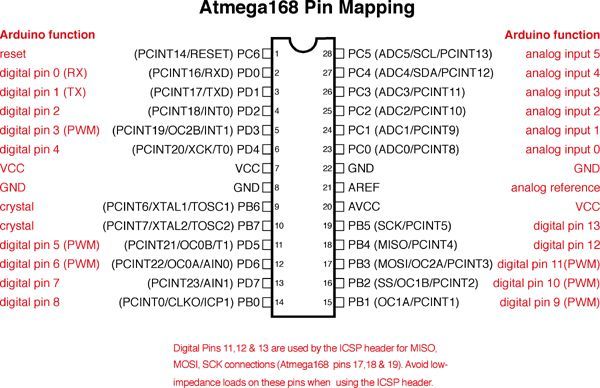 Atmega168 Pin Mapping
Arduino function Arduino function
reset (PCINT14/RESET) PC6 1 28 PC5 (ADC5/SCL/PCINT13) analog input 5
digital pin 0 (RX) (PCINT16/RXD) PD0 2 27 PC4 (ADC4/SDA/PCINT12) analog input 4
digital pin 1 (TX) (PCINT17/TXD) PD1 3 26 PC3 (ADC3/PCINT11) analog input 3
digital pin 2 (PCINT18/INT0) PD2 4 25 PC2 (ADC2/PCINT10) analog input 2
digital pin 3 (PWM) (PCINT19/OC2B/INT1) PD3 5 24 PC1 (ADC1/PCINT9) analog input 1
digital pin 4 (PCINT20/XCK/T0) PD4 6 23 PC0 (ADC0/PCINT8) analog input 0
VCC VCC 7 22 GND GND
GND GND 8 21 AREF analog reference
crystal (PCINT6/XTAL1/TOSC1) PB6 9 20 AVCC VCC
crystal (PCINT7/XTAL2/TOSC2) PB7 10 19 PB5 (SCK/PCINT5) digital pin 13
digital pin 5 (PWM) (PCINT21/OC0B/T1) PD5 11 18 PB4 (MISO/PCINT4) digital pin 12
digital pin 6 (PWM) (PCINT22/OC0A/AIN0) PD6 12 17 PB3 (MOSI/OC2A/PCINT3) digital pin 11(PWM)
digital pin 7 (PCINT23/AIN1) PD7 13 16 PB2 (SS/OC1B/PCINT2) digital pin 10 (PWM)
digital pin 8 (PCINT0/CLKO/ICP1) PB0 14 15 PB1 (OC1A/PCINT1) digital pin 9 (PWM)
Digital Pins 11,12 & 13 are used by the ICSP header for MISO,
MOSI, SCK connections (Atmega168 pins 17,18 & 19). Avoid low-
impedance loads on these pins when using the ICSP header.